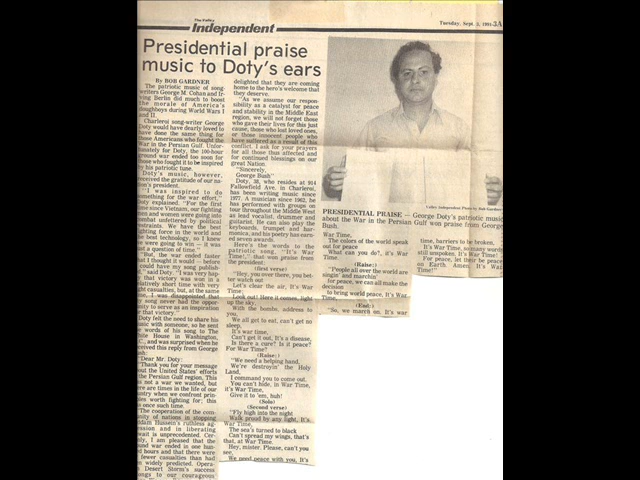 The Valley
Independent
Tuesday, Sept. 3, 1991-3A
Presidential praise
music to Doty's ears
By BOB GARDNER
The patriotic music of song-
writers George M. Cohan and Ir-
ving Berlin did much to boost
the morale of America's
doughboys during World Wars I
and II.
Charleroi song-writer George
Doty would have dearly loved to
have done the same thing for
those Americans who fought the
War in the Persian Gulf. Unfor-
tunately for Doty, the 100-hour
ground war ended too soon for
those who fought it to be inspired
by his patriotic tune.
Doty's music, however,
received the gratitude of our na-
tion's president.
"I was inspired to do
something for the war effort,"
Doty explained. "For the first
time since Vietnam, our fighting
men and women were going into
combat unfettered by political
restraints. We have the best
fighting force in the world and
the best technology, so I knew
we were going to win — it was
just a question of time."
"But, the war ended faster
that I thought it would — before
I could have my song publish-
ed," said Doty. "I was very hap-
py that victory was won in a
relatively short time with very
light casualties, but, at the same
time, I was disappointed that
my song never had the oppor-
tunity to serve as an inspiration
for that victory."
Doty felt the need to share his
music with someone, so he sent
the words of his song to The
White House in Washington,
D.C., and was surprised when he
received this reply from George
Bush:
"Dear Mr. Doty:
"Thank you for your message
about the United States' efforts
in the Persian Gulf region. This
is not a war we wanted, but
there are times in the life of our
country when we confront prin-
ciples worth fighting for; this
is once such time.
"The cooperation of the com-
munity of nations in stopping
Saddam Hussein's ruthless ag-
gression and in liberating
Kuwait is unprecedented. Cer-
tainly, I am pleased that the
ground war ended in one hun-
dred hours and that there were
far fewer casualties than had
been widely predicted. Opera-
tion Desert Storm's success
belongs to our courageous
delighted that they are coming
home to the hero's welcome that
they deserve.
"As we assume our respon-
sibility as a catalyst for peace
and stability in the Middle East
region, we will not forget those
who gave their lives for this just
cause, those who lost loved ones,
or those innocent people who
have suffered as a result of this
conflict. I ask for your prayers
for all those thus affected and
for continued blessings on our
great Nation.
"Sincerely,
George Bush"
Doty, 38, who resides at 914
Fallowfield Ave. in Charleroi,
has been writing music since
1977. A musician since 1962, he
has performed with groups on
tour throughout the Middle West
as lead vocalist, drummer and
guitarist. He can also play the
keyboards, trumpet and har-
monica, and his poetry has earn-
ed seven awards.
Here's the words to the
patriotic song, "It's War
Time," that won praise from
the president:
(First verse)
"Hey, you over there, you bet-
ter watch out
Let's clear the air, It's War
Time,
Look out! Here it comes, light
up the sky,
With the bombs, address to
you.
We all got to eat, can't get no
sleep.
It's war time,
Can't get it out, It's a disease,
Is there a cure? Is it peace?
For War Time?
(Raise:)
"We need a helping hand,
We're destroyin' the Holy
Land,
I command you to come out,
You can't hide, in War Time,
it's War Time,
Give it to 'em, huh!
(Solo)
(Second verse)
"Fly high into the night
Walk proud by any light, It's
War Time,
The sea's turned to black
Can't spread my wings, that's
that, at War Time.
Hey, mister. Please, can't you
see,
We need peace with you, It's
Valley Independent Photo by Bob Gardner
PRESIDENTIAL PRAISE — George Doty's patriotic music
about the War in the Persian Gulf won praise from George
Bush.
War Time.
The colors of the world speak
out for peace
What can you do?, it's War
Time.
(Raise:)
"People all over the world are
singin' and marchin'
for peace, we can all make the
decision
to bring world peace, It's War
Time.
(End:)
"So, we march on. It's war
time, barriers to be broken,
It's War Time, so many words
still unspoken, It's War Time!
For peace, let their be peace
on Earth. Amen! It's War
Time!"